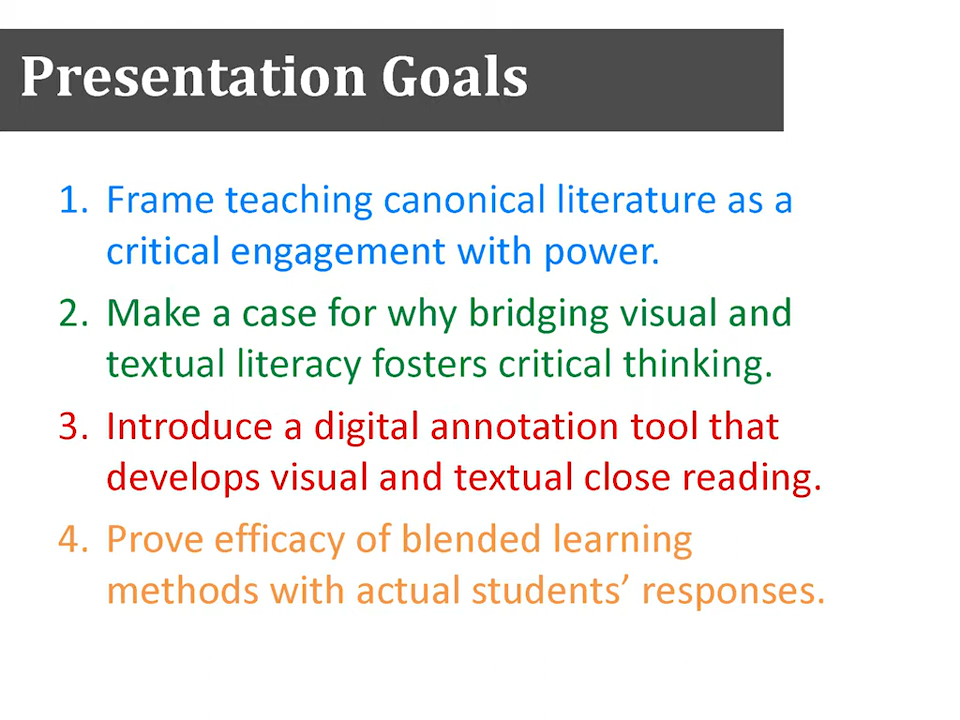 Presentation Goals
1. Frame teaching canonical literature as a
critical engagement with power.
2. Make a case for why bridging visual and
textual literacy fosters critical thinking.
3. Introduce a digital annotation tool that
develops visual and textual close reading.
4. Prove efficacy of blended learning
methods with actual students’ responses.